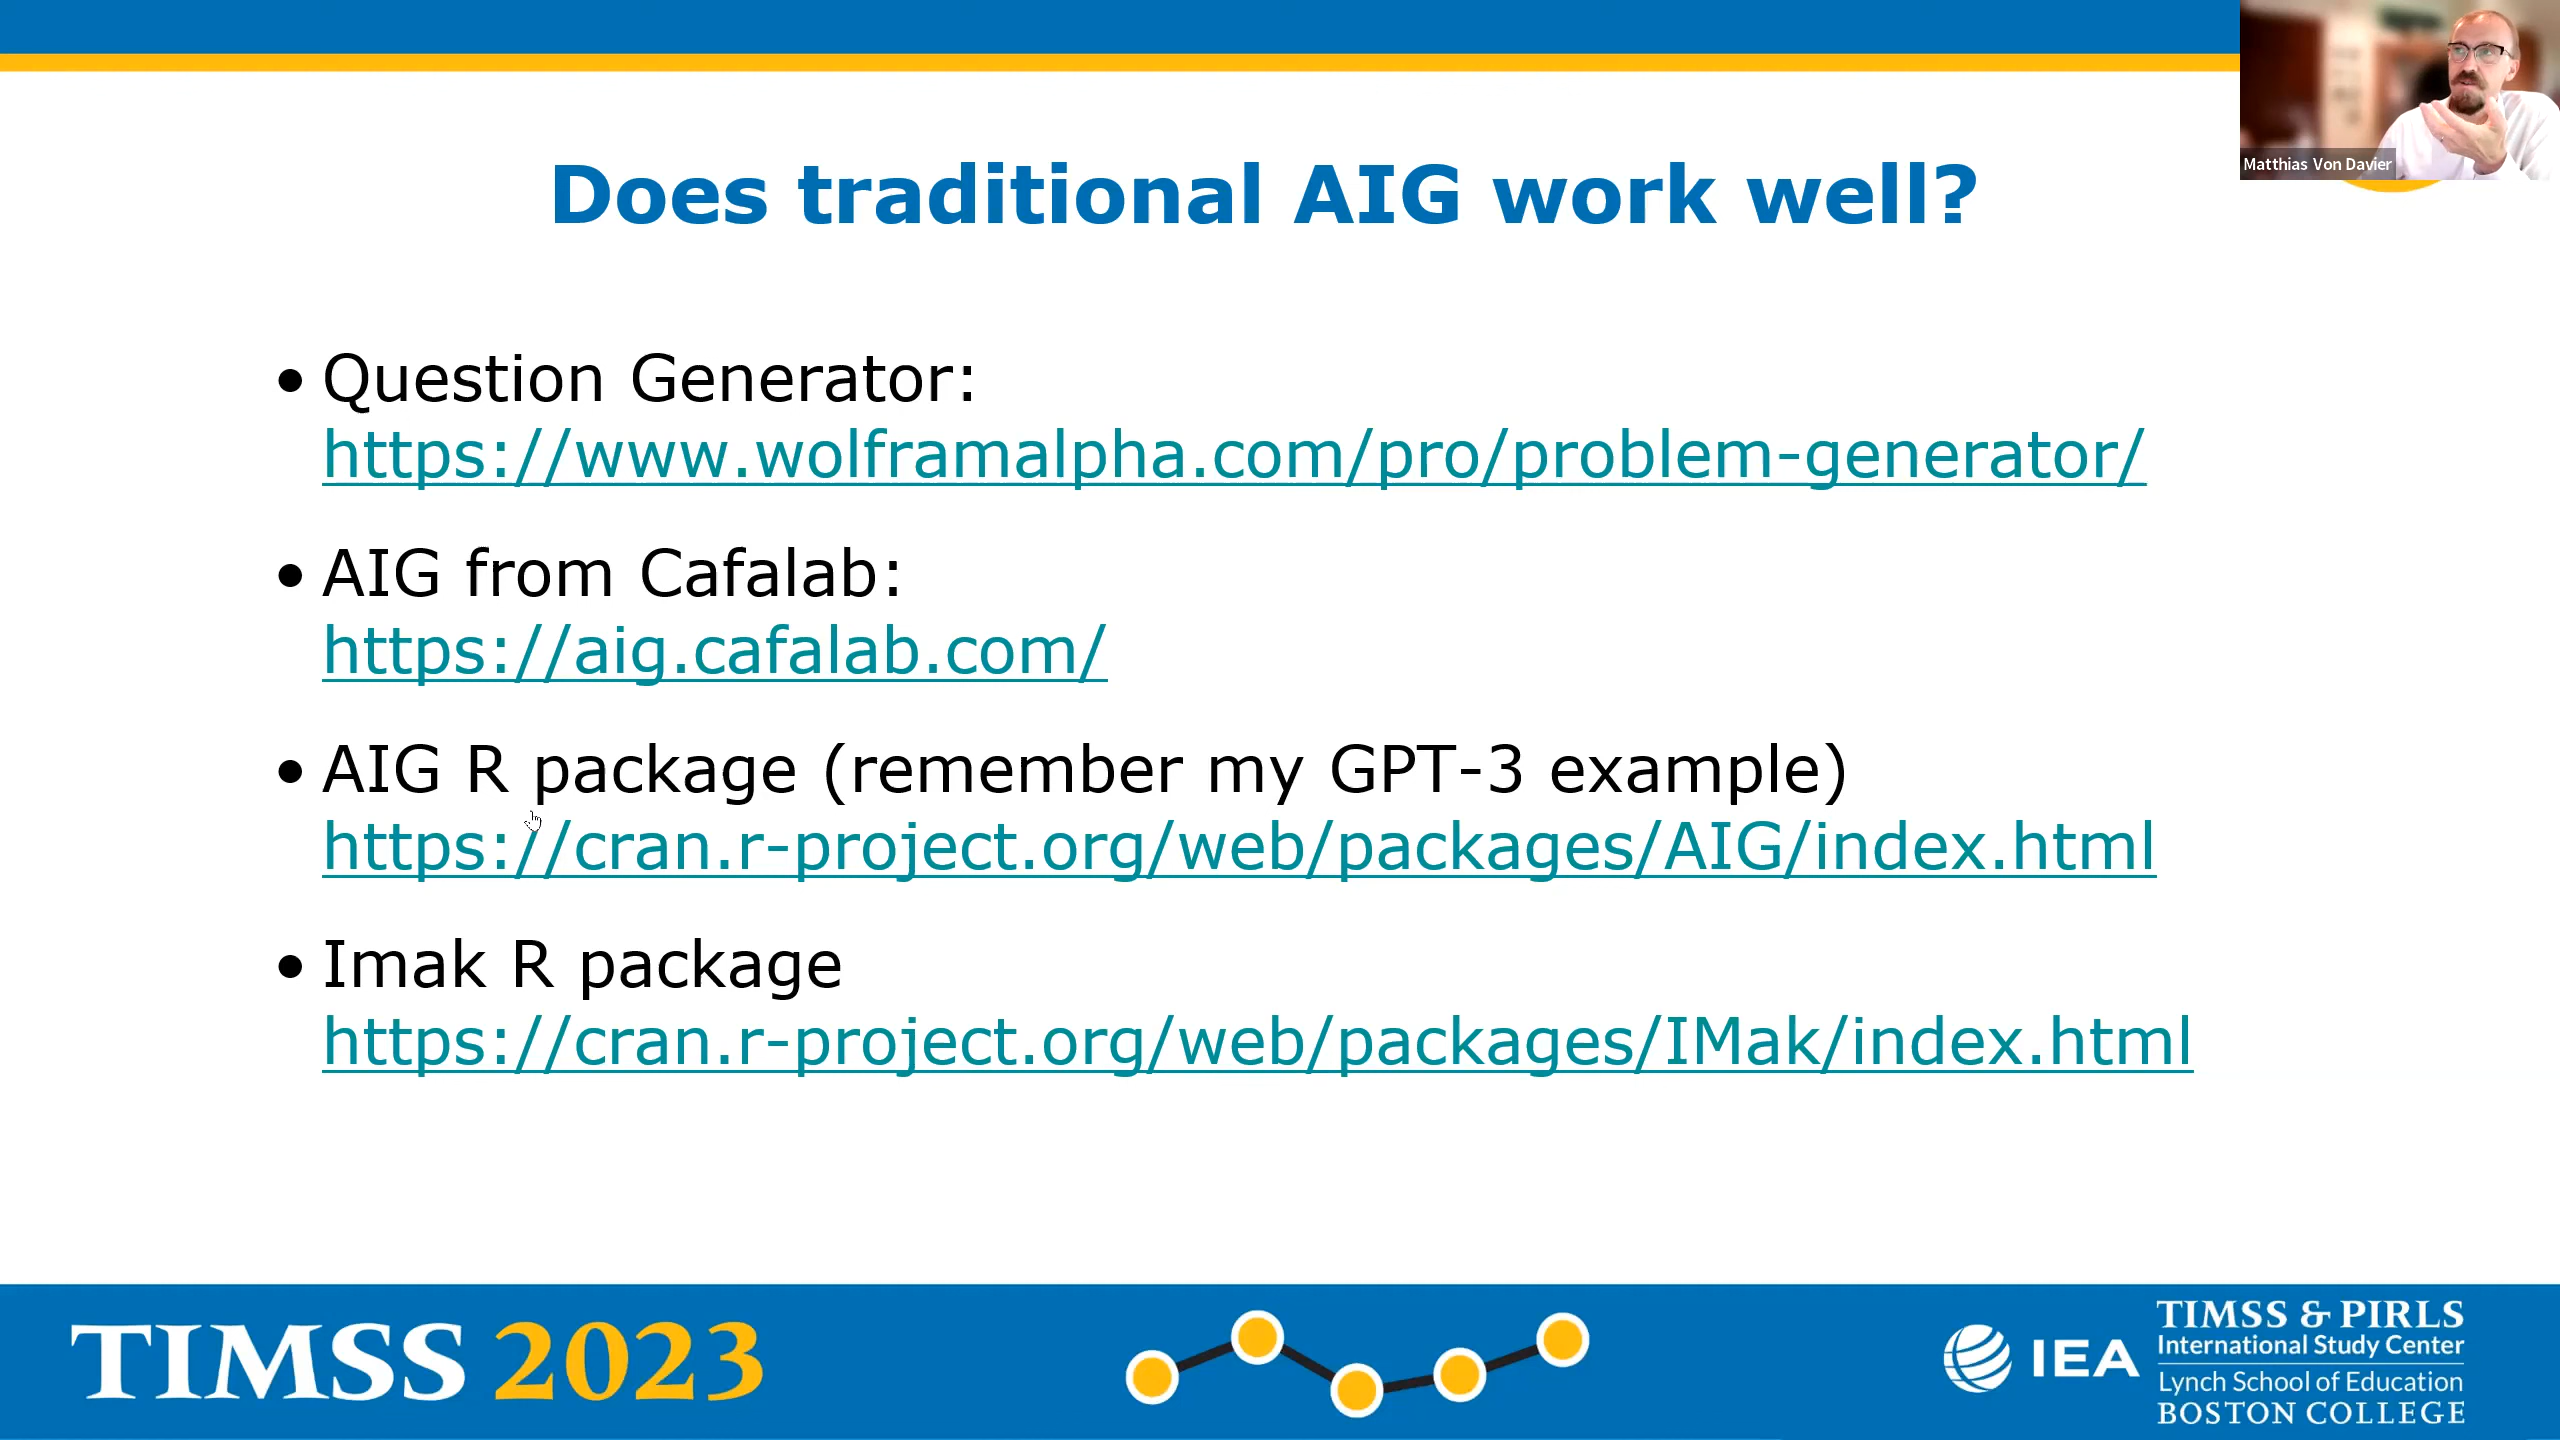 Matthias Von Davier
Does traditional AIG work well?
• Question Generator:
https://www.wolframalpha.com/pro/problem-generator/
• AIG from Cafalab:
https://aig.cafalab.com/
• AIG R package (remember my GPT-3 example)
https://cran.r-project.org/web/packages/AIG/index.html
• Imak R package
https://cran.r-project.org/web/packages/IMak/index.html
TIMSS 2023
IEA
TIMSS & PIRLS
International Study Center
Lynch School of Education
BOSTON COLLEGE